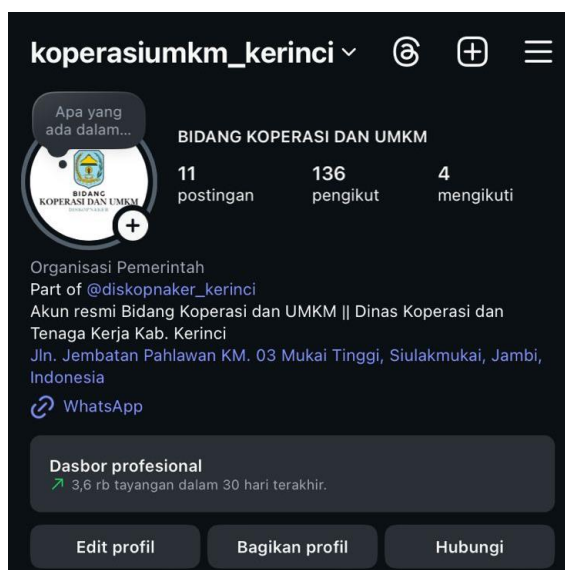 koperasiumkm_kerinci
Apa yang
ada dalam...
BIDANG
KOPERASI DAN UMKM
DISKOPNAKER
BIDANG KOPERASI DAN UMKM
11 136 4
postingan pengikut mengikuti
Organisasi Pemerintah
Part of @diskopnaker_kerinci
Akun resmi Bidang Koperasi dan UMKM || Dinas Koperasi dan
Tenaga Kerja Kab. Kerinci
Jln. Jembatan Pahlawan KM. 03 Mukai Tinggi, Siulakmukai, Jambi,
Indonesia
WhatsApp
Dasbor profesional
3,6 rb tayangan dalam 30 hari terakhir.
Edit profil Bagikan profil Hubungi